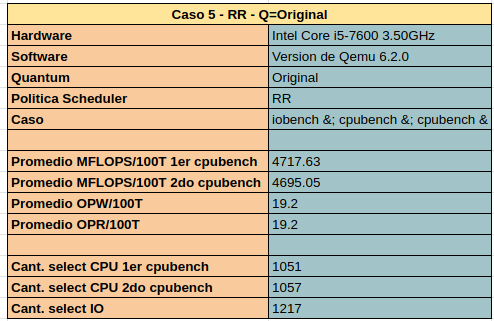 Caso 5 - RR - Q=Original
Hardware Intel Core i5-7600 3.50GHz
Software Version de Qemu 6.2.0
Quantum Original
Politica Scheduler RR
Caso iobench &; cpubench &; cpubench &
Promedio MFLOPS/100T 1er cpubench 4717.63
Promedio MFLOPS/100T 2do cpubench 4695.05
Promedio OPW/100T 19.2
Promedio OPR/100T 19.2
Cant. select CPU 1er cpubench 1051
Cant. select CPU 2do cpubench 1057
Cant. select IO 1217